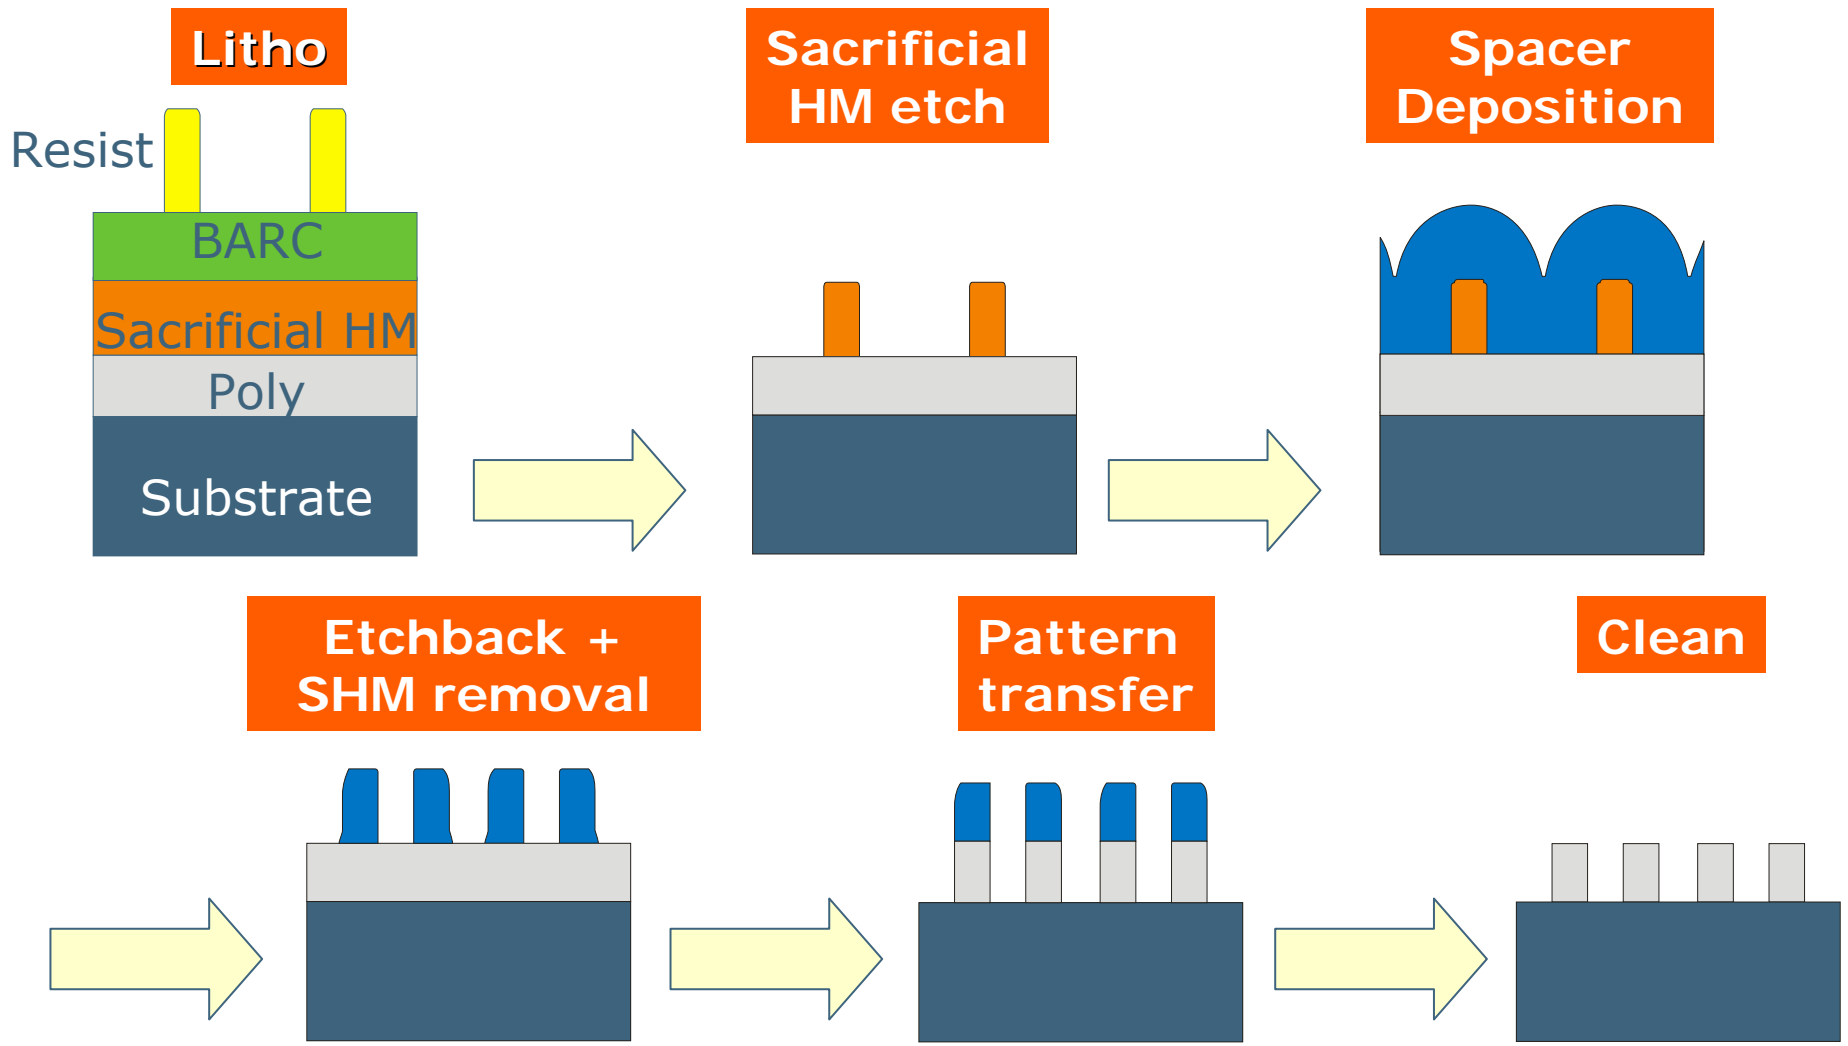 Litho
Sacrificial
HM etch
Spacer
Deposition
Resist
BARC
Sacrificial HM
Poly
Substrate
Etchback +
SHM removal
Pattern
transfer
Clean